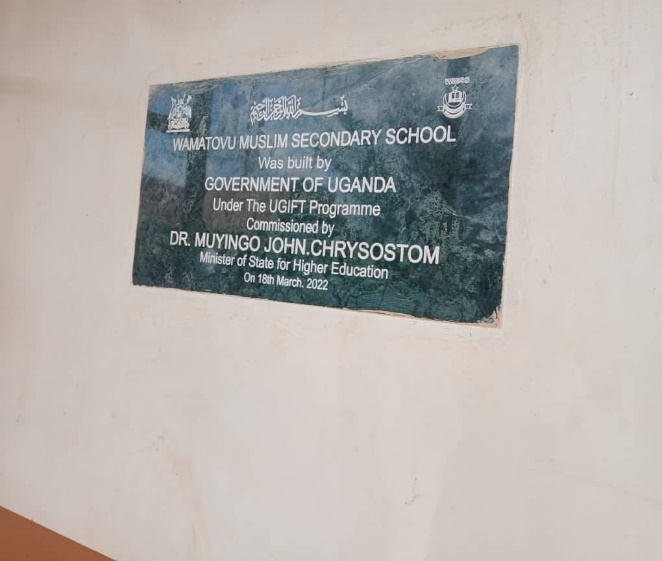 بسم الله الرحمن الرحيم
WAMATOVU MUSLIM SECONDARY SCHOOL
Was built by
GOVERNMENT OF UGANDA
Under The UGIFT Programme
Commissioned by
DR. MUYINGO JOHN.CHRYSOSTOM
Minister of State for Higher Education
On 18th March. 2022